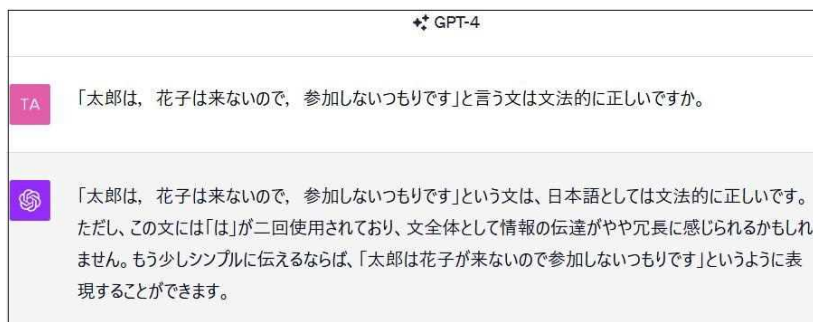 GPT-4
TA
「太郎は，花子は来ないので，参加しないつもりです」と言う文は文法的に正しいですか。
「太郎は，花子は来ないので，参加しないつもりです」という文は、日本語としては文法的に正しいです。
ただし、この文には「は」が二回使用されており、文全体として情報の伝達がやや冗長に感じられるかもしれ
ません。もう少しシンプルに伝えるならば、「太郎は花子が来ないので参加しないつもりです」というように表
現することができます。